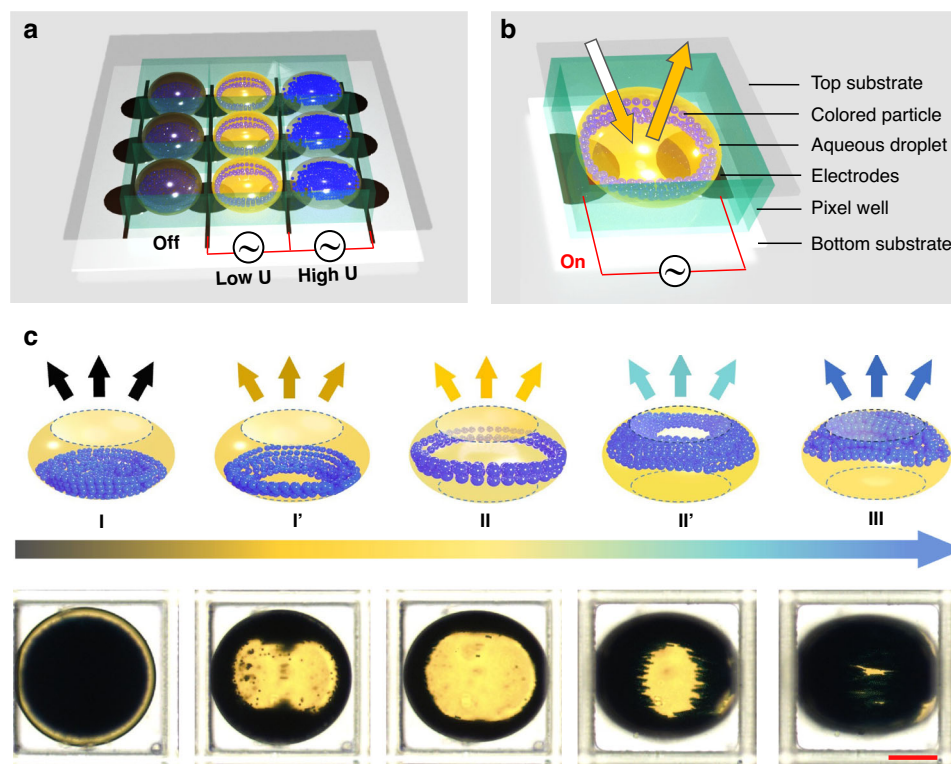 a
Off
Low U
High U
b
Top substrate
Colored particle
Aqueous droplet
Electrodes
Pixel well
Bottom substrate
On
c
I
I'
II
II'
III